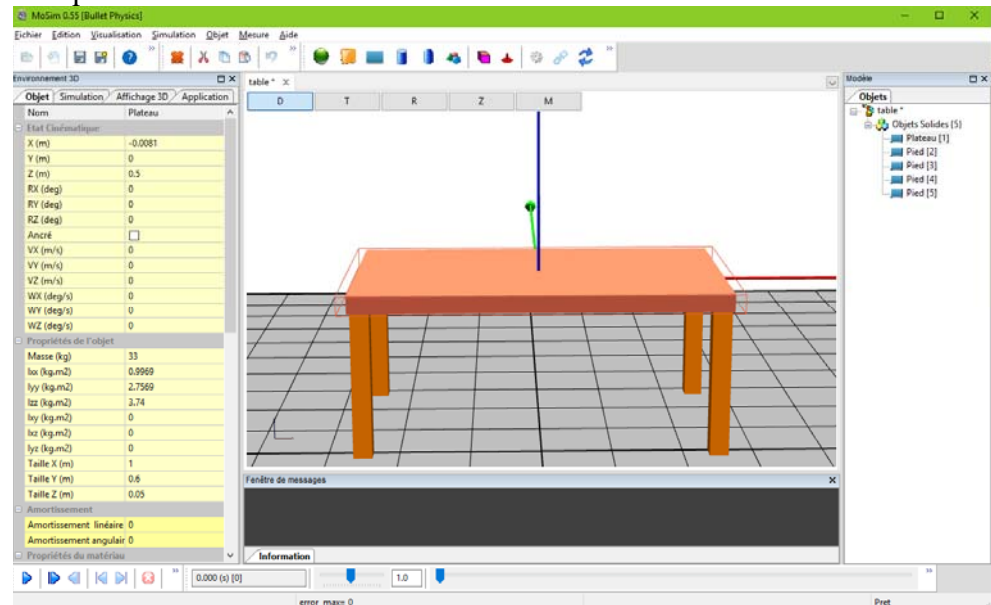 MoSim 0.55 [Bullet Physics]
Eichier Edition Visualisation Simulation Objet Mesure Aide
Environnement 3D
Objet Simulation Affichage 3D Application
Nom Plateau
Etat Cinématique
X (m) -0.0081
Y (m) 0
Z (m) 0.5
RX (deg) 0
RY (deg) 0
RZ (deg) 0
Ancré
VX (m/s) 0
VY (m/s) 0
VZ (m/s) 0
WX (deg/s) 0
WY (deg/s) 0
WZ (deg/s) 0
Propriétés de l'objet
Masse (kg) 33
Ixx (kg.m2) 0.9969
Iyy (kg.m2) 2.7569
Izz (kg.m2) 3.74
Ixy (kg.m2) 0
Ixz (kg.m2) 0
Iyz (kg.m2) 0
Taille X (m) 1
Taille Y (m) 0.6
Taille Z (m) 0.05
Amortissement
Amortissement linéaire 0
Amortissement angulair 0
Propriétés du matériau
table * X
D T R Z M
Fenêtre de messages
Information
Modèle
Objets
table *
Objets Solides [5]
Plateau [1]
Pied [2]
Pied [3]
Pied [4]
Pied [5]
0.000 (s) [0] 1.0
error_max= 0 Pret